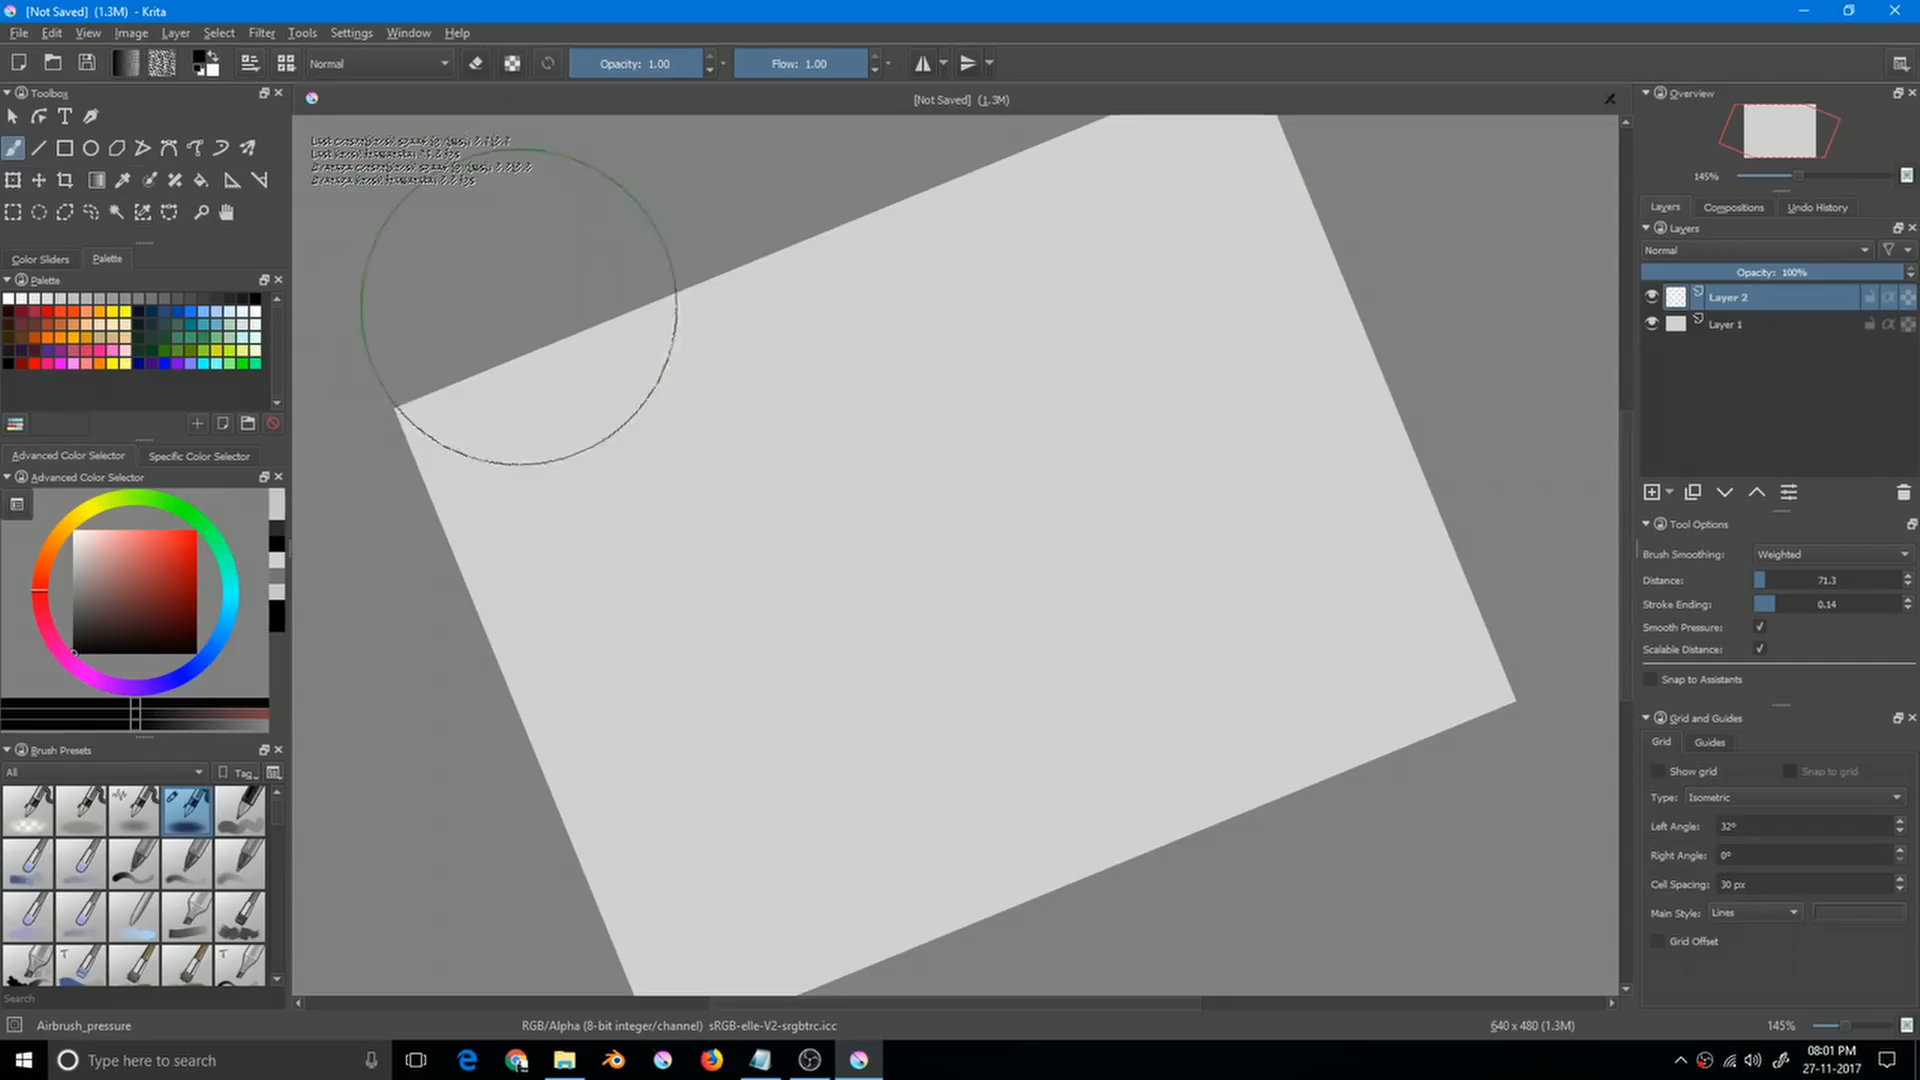 [Not Saved] (1.3M) - Krita
File Edit View Image Layer Select Filter Tools Settings Window Help
Normal Opacity: 1.00 Flow: 1.00
Toolbox
[Not Saved] (1.3M)
Overview
145%
Color Sliders Palette
Palette
Layers Compositions Undo History
Layers
Normal
Opacity: 100%
Layer 2
Layer 1
Advanced Color Selector Specific Color Selector
Advanced Color Selector
Tool Options
Brush Smoothing: Weighted
Distance: 71.3
Stroke Ending: 0.14
Smooth Pressure:
Scalable Distance:
Snap to Assistants
Grid and Guides
Grid Guides
Show grid Snap to grid
Type: Isometric
Left Angle: 32°
Right Angle: 0°
Cell Spacing: 30 px
Main Style: Lines
Grid Offset
Brush Presets
All Tag
Search
Airbrush_pressure RGB/Alpha (8-bit integer/channel) sRGB-elle-V2-srgbtrc.icc 640 x 480 (1.3M) 145%
Type here to search
08:01 PM
27-11-2017